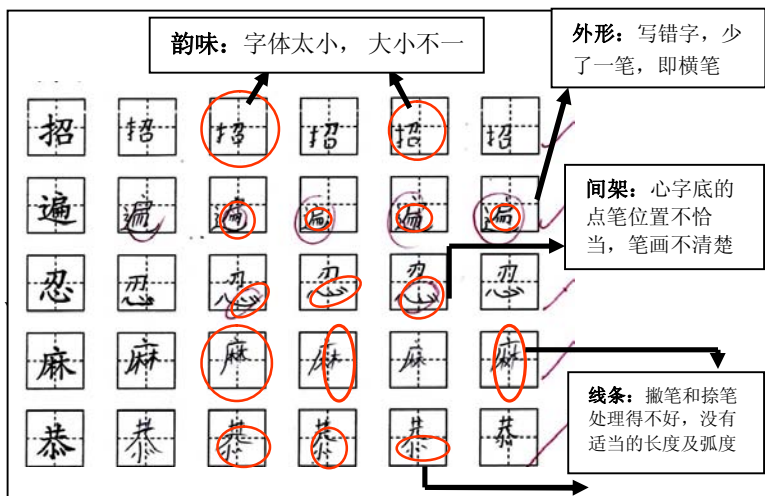 韵味：字体太小， 大小不一
外形：写错字，少
了一笔，即横笔
招 招 招 招 招 招
遍 遍 遍 遍 遍 遍
间架：心字底的
点笔位置不恰
当，笔画不清楚
忍 忍 忍 忍 忍 忍
麻 麻 麻 麻 麻 麻
线条：撇笔和捺笔
处理得不好，没有
适当的长度及弧度
恭 恭 恭 恭 恭 恭